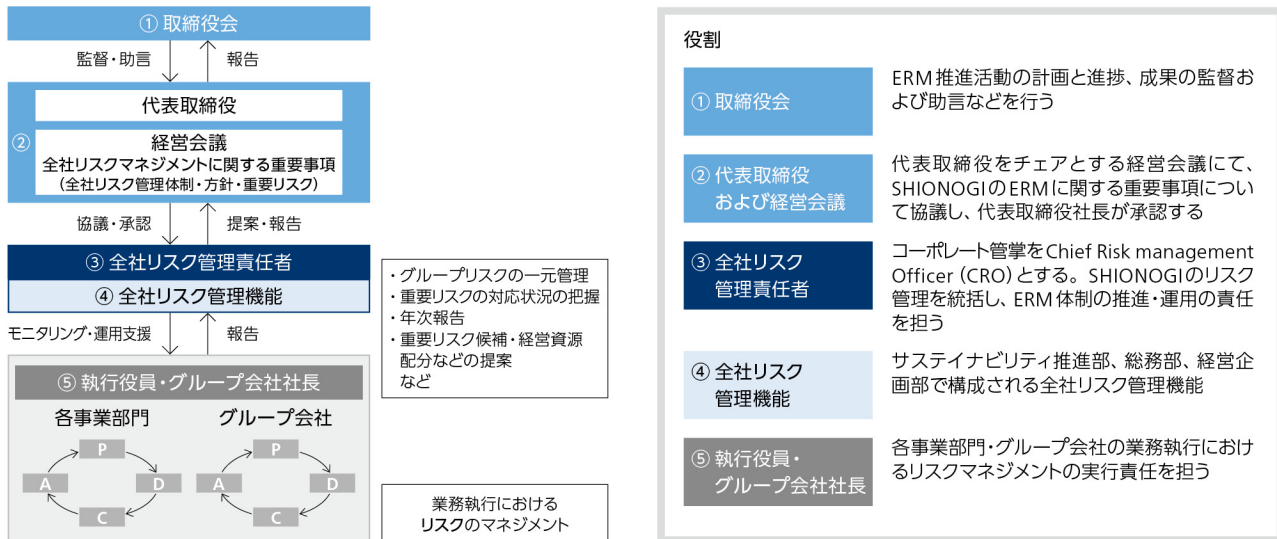 ① 取締役会
監督・助言
報告
代表取締役
②
経営会議
全社リスクマネジメントに関する重要事項
(全社リスク管理体制・方針・重要リスク)
協議・承認
提案・報告
③ 全社リスク管理責任者
④ 全社リスク管理機能
モニタリング・運用支援
報告
⑤ 執行役員・グループ会社社長
各事業部門
グループ会社
P
D
C
A
P
D
C
A
・グループリスクの一元管理
・重要リスクの対応状況の把握
・年次報告
・重要リスク候補・経営資源
配分などの提案
など
業務執行における
リスクのマネジメント
役割
① 取締役会
ERM推進活動の計画と進捗、成果の監督お
よび助言などを行う
② 代表取締役
および経営会議
代表取締役をチェアとする経営会議にて、
SHIONOGIのERMに関する重要事項につい
て協議し、代表取締役社長が承認する
③ 全社リスク
管理責任者
コーポレート管掌をChief Risk management
Officer (CRO)とする。SHIONOGIのリスク
管理を統括し、ERM体制の推進・運用の責任
を担う
④ 全社リスク
管理機能
サステイナビリティ推進部、総務部、経営企
画部で構成される全社リスク管理機能
⑤ 執行役員・
グループ会社社長
各事業部門・グループ会社の業務執行におけ
るリスクマネジメントの実行責任を担う